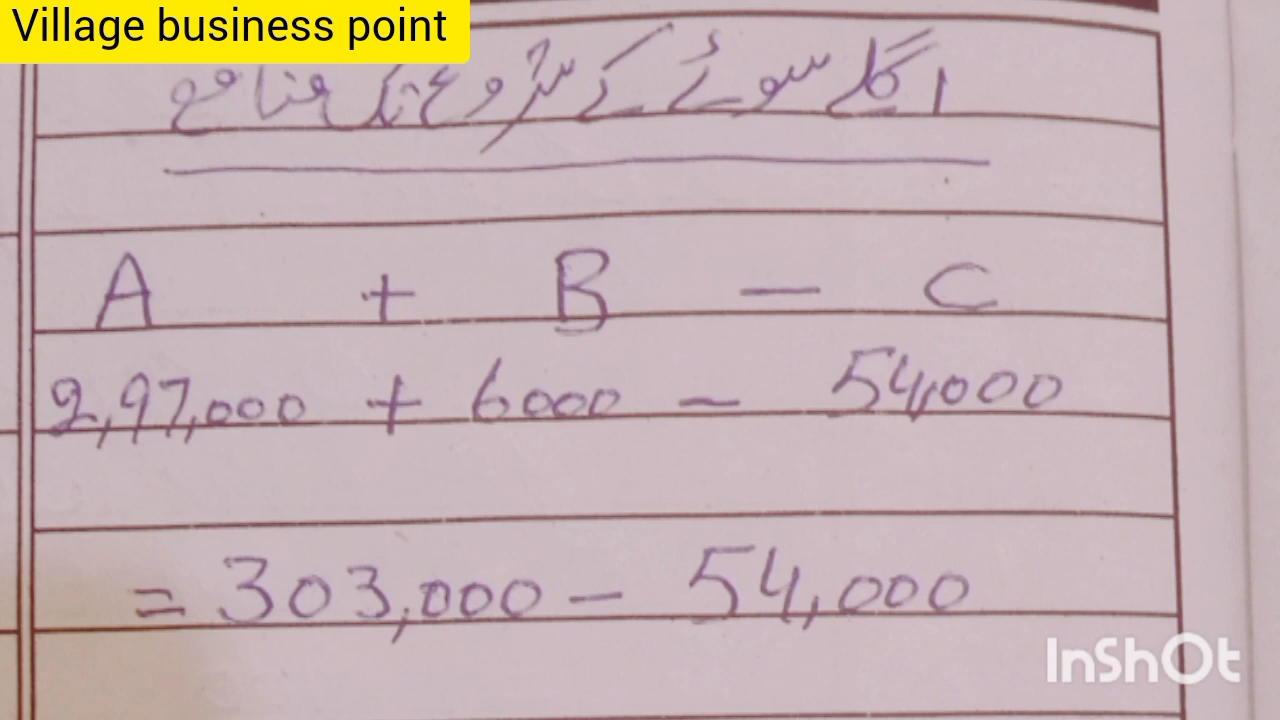 Village business point
اگلے سوئے کے شروع تک منافع
A + B - C
2,97,000 + 6000 - 54,000
= 303,000 - 54,000
InShOt